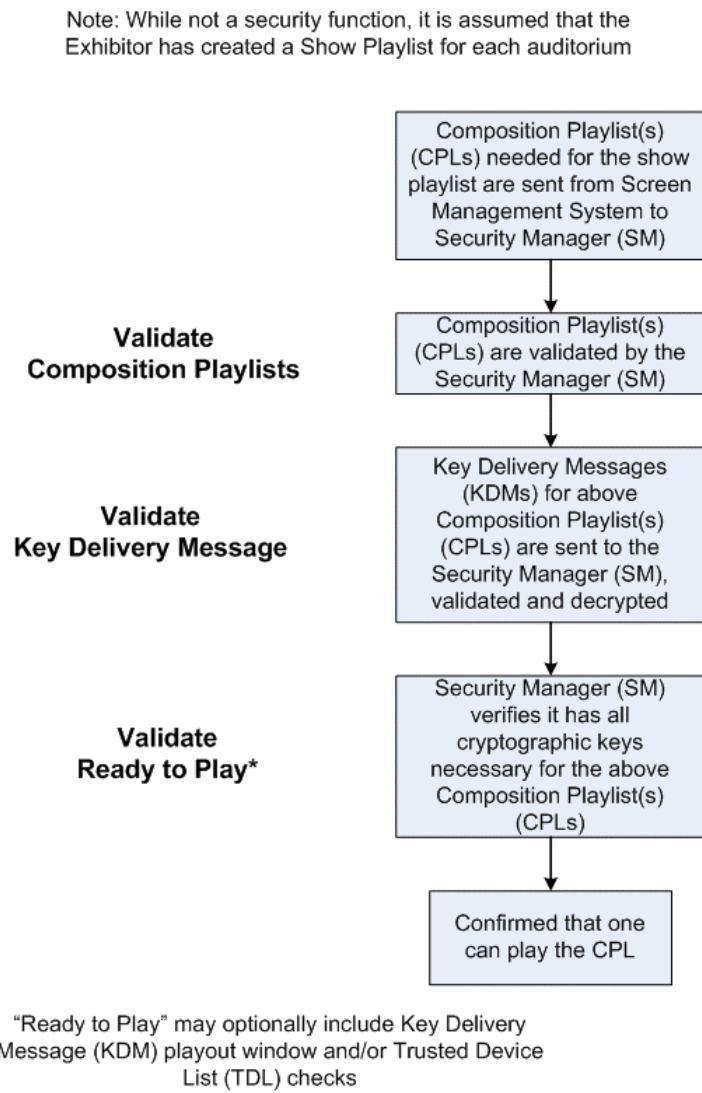 Note: While not a security function, it is assumed that the
Exhibitor has created a Show Playlist for each auditorium
Composition Playlist(s)
(CPLs) needed for the show
playlist are sent from Screen
Management System to
Security Manager (SM)
Validate
Composition Playlists
Composition Playlist(s)
(CPLs) are validated by the
Security Manager (SM)
Validate
Key Delivery Message
Key Delivery Messages
(KDMs) for above
Composition Playlist(s)
(CPLs) are sent to the
Security Manager (SM),
validated and decrypted
Validate
Ready to Play*
Security Manager (SM)
verifies it has all
cryptographic keys
necessary for the above
Composition Playlist(s)
(CPLs)
Confirmed that one
can play the CPL
“Ready to Play” may optionally include Key Delivery
Message (KDM) playout window and/or Trusted Device
List (TDL) checks